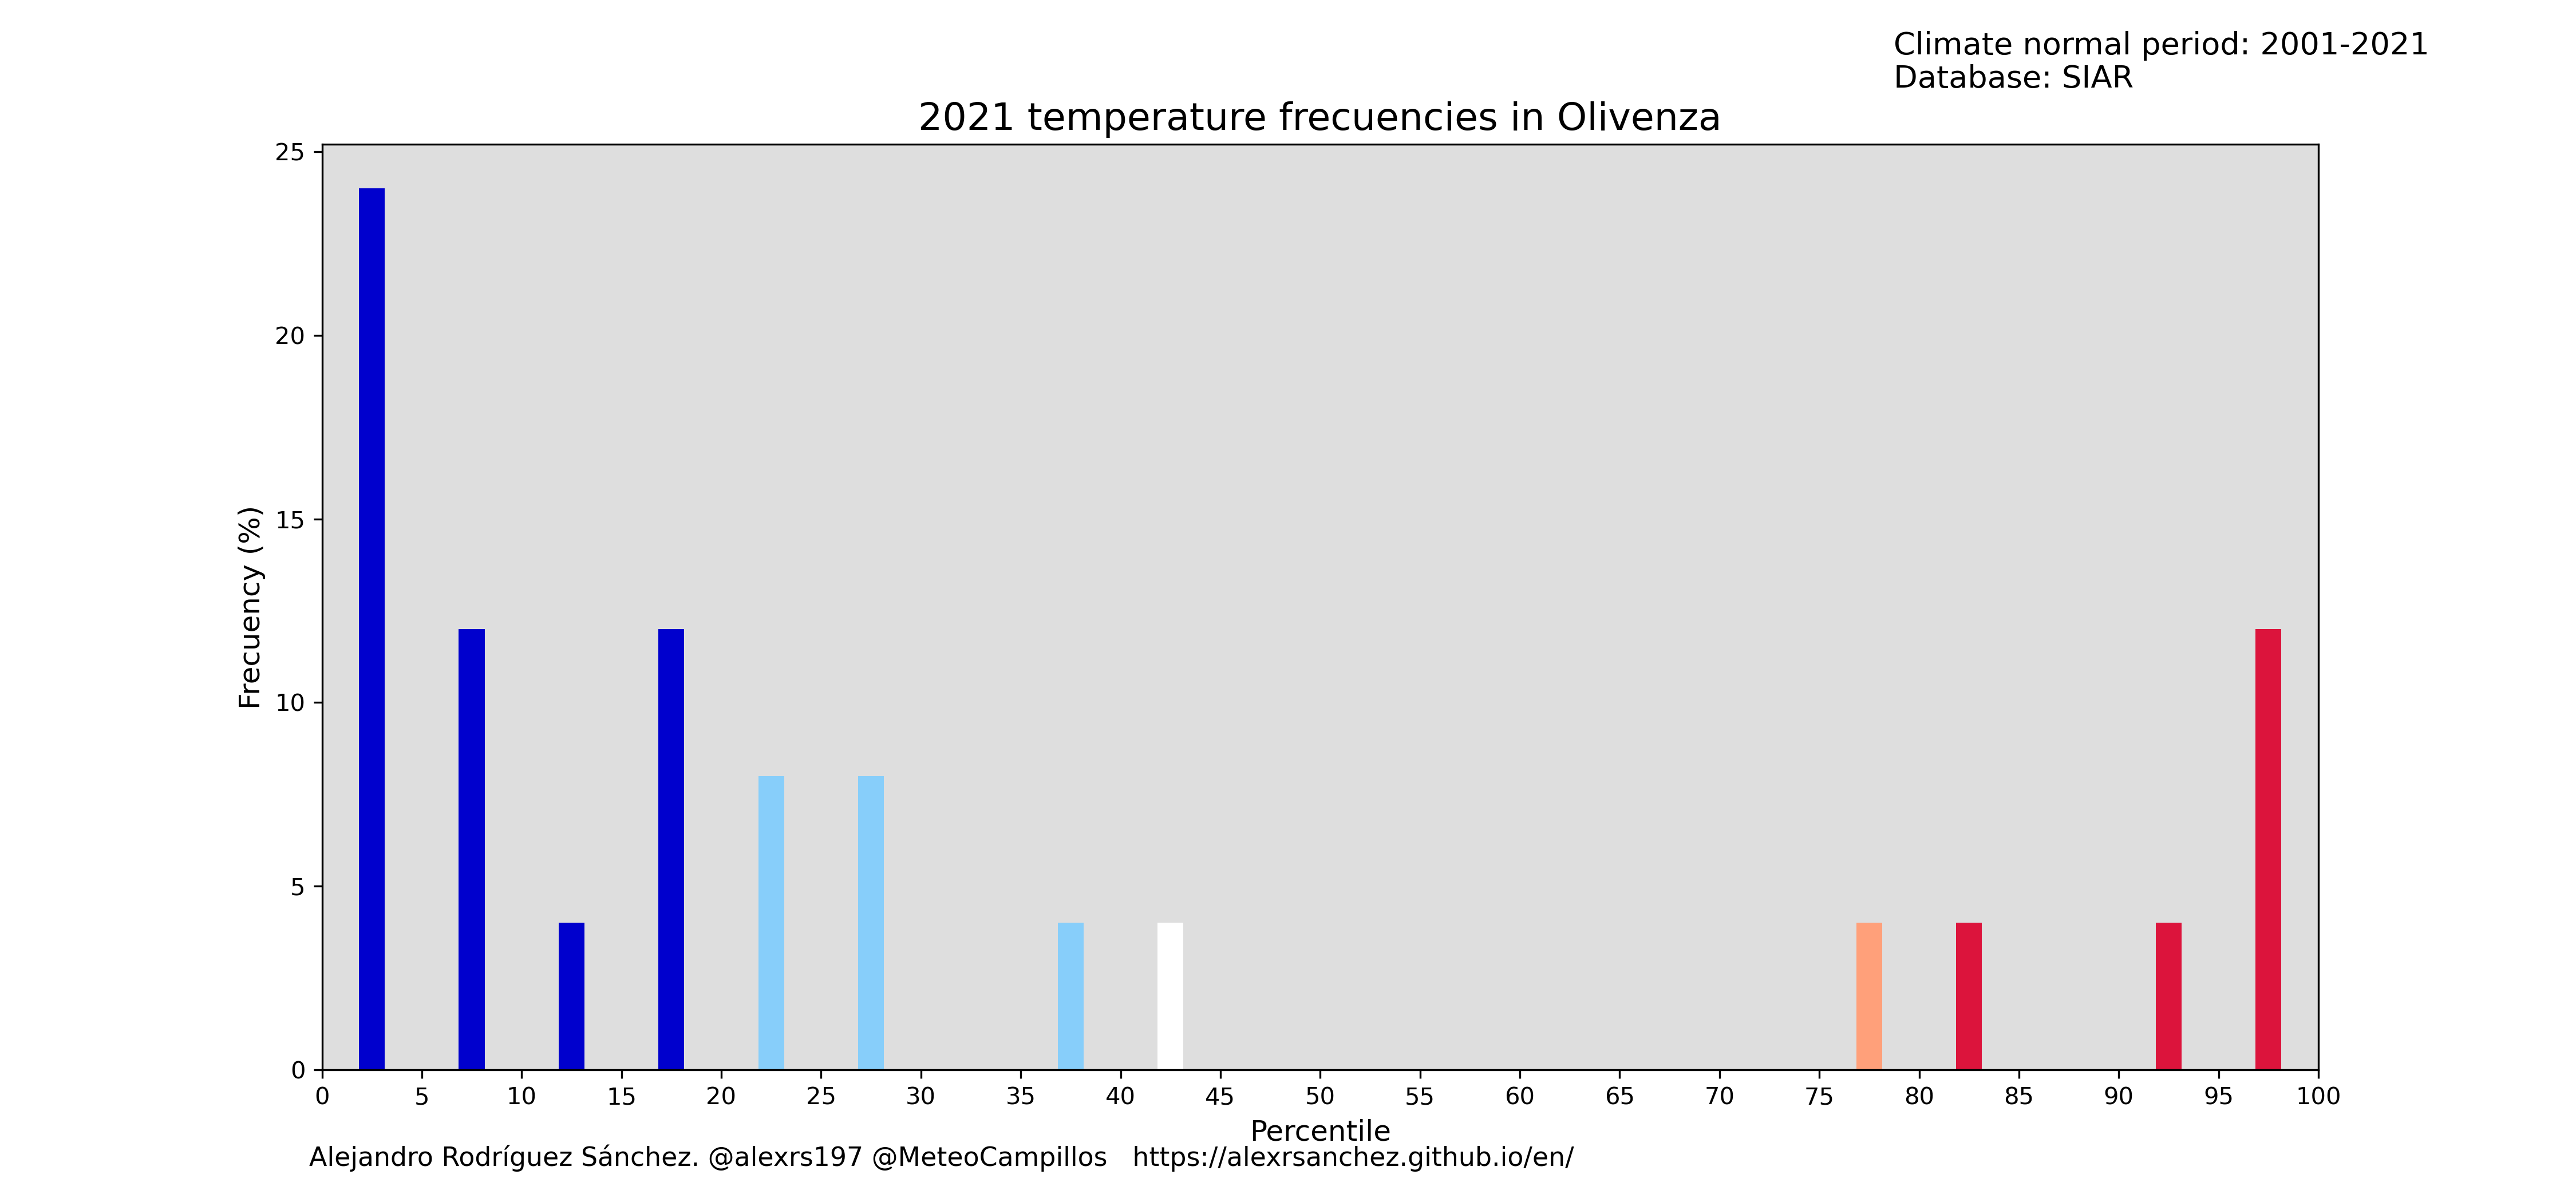 Climate normal period: 2001-2021
Database: SIAR
2021 temperature frecuencies in Olivenza
25
20
15
10
5
0
Frecuency (%)
0 5 10 15 20 25 30 35 40 45 50 55 60 65 70 75 80 85 90 95 100
Percentile
Alejandro Rodríguez Sánchez. @alexrs197 @MeteoCampillos https://alexrsanchez.github.io/en/